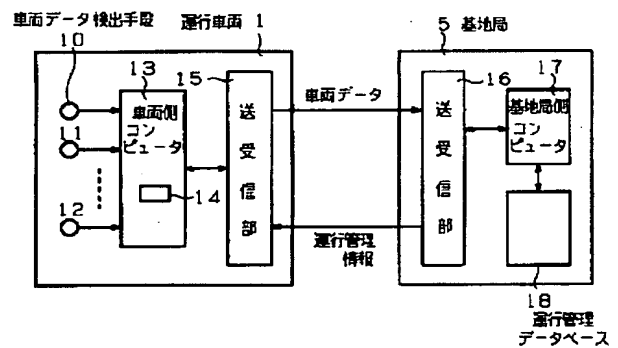 車両データ検出手段
10
11
12
運行車両 1
13
車両側
コン
ピュータ
14
15
送受信部
車両データ
運行管理
情報
5 基地局
16
送受信部
17
基地局側
コン
ピュータ
18
運行管理
データベース